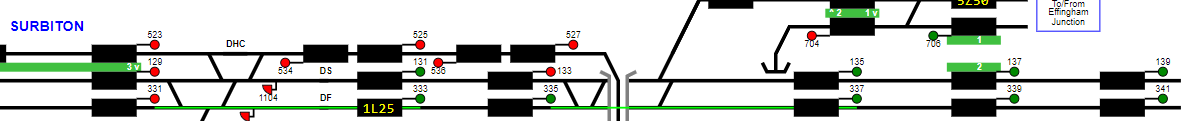 5Z50
To/From
Effingham
Junction
* 2 1 v
SURBITON
523
DHC
525
527
704
706
1
534
536
3 v
129
DS
131
133
135
2
137
139
1104
331
DF
1L25
333
335
337
339
341